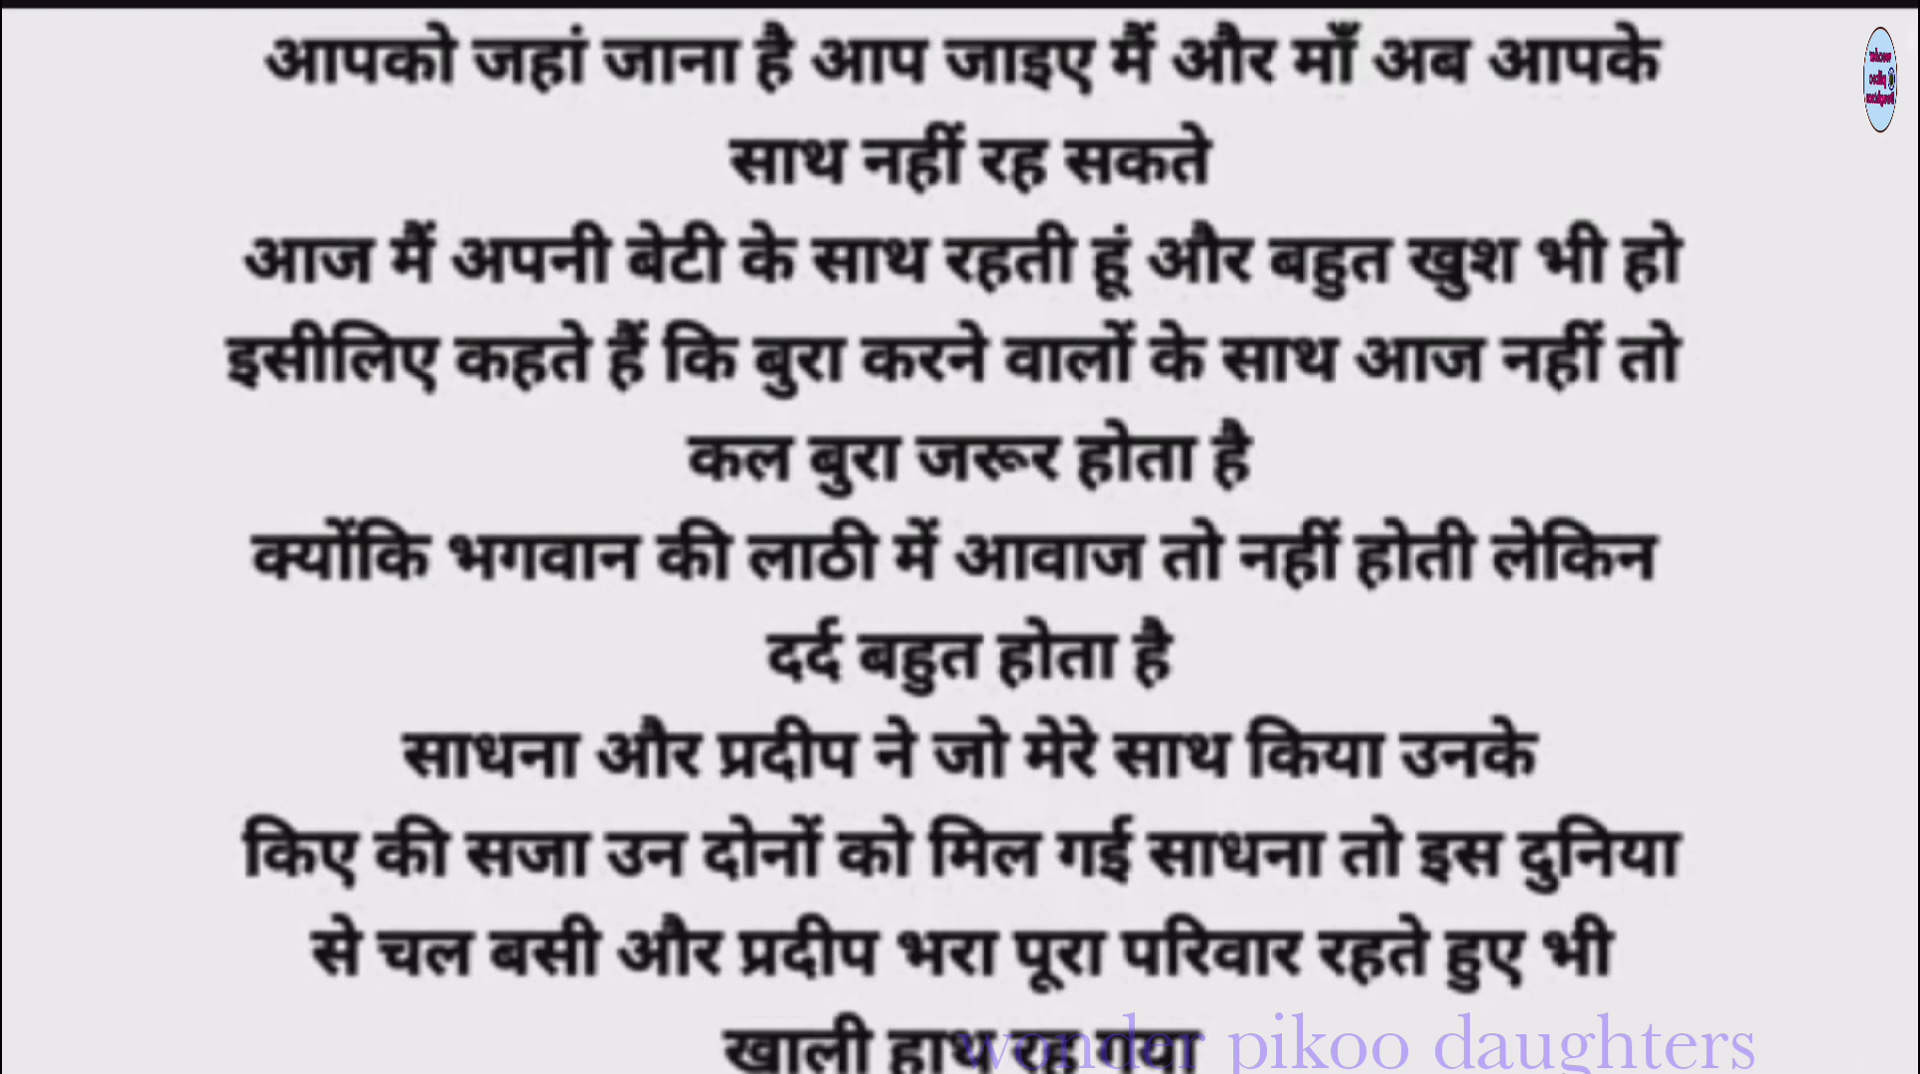 आपको जहां जाना है आप जाइए मैं और माँ अब आपके
साथ नहीं रह सकते
आज मैं अपनी बेटी के साथ रहती हूं और बहुत खुश भी हो
इसीलिए कहते हैं कि बुरा करने वालों के साथ आज नहीं तो
कल बुरा जरूर होता है
क्योंकि भगवान की लाठी में आवाज तो नहीं होती लेकिन
दर्द बहुत होता है
साधना और प्रदीप ने जो मेरे साथ किया उनके
किए की सजा उन दोनों को मिल गई साधना तो इस दुनिया
से चल बसी और प्रदीप भरा पूरा परिवार रहते हुए भी
खाली हाथ रह गया
wonder pikoo daughters